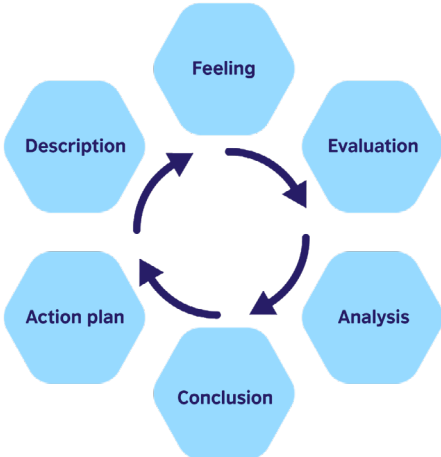 Feeling
Description
Evaluation
Action plan
Analysis
Conclusion